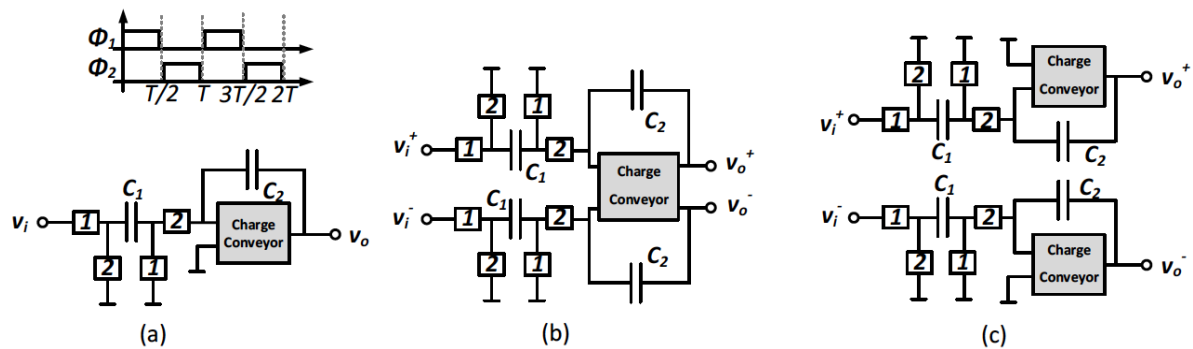 Φ1
Φ2
T/2 T 3T/2 2T
vi
1
C1
2
2
1
C2
Charge
Conveyor
vo
(a)
2
1
vi+
1
C1
2
C2
Charge
Conveyor
vo+
vo-
vi-
1
C1
2
2
1
C2
(b)
2
1
vi+
1
C1
2
Charge
Conveyor
C2
vo+
vi-
1
C1
2
2
1
C2
Charge
Conveyor
vo-
(c)